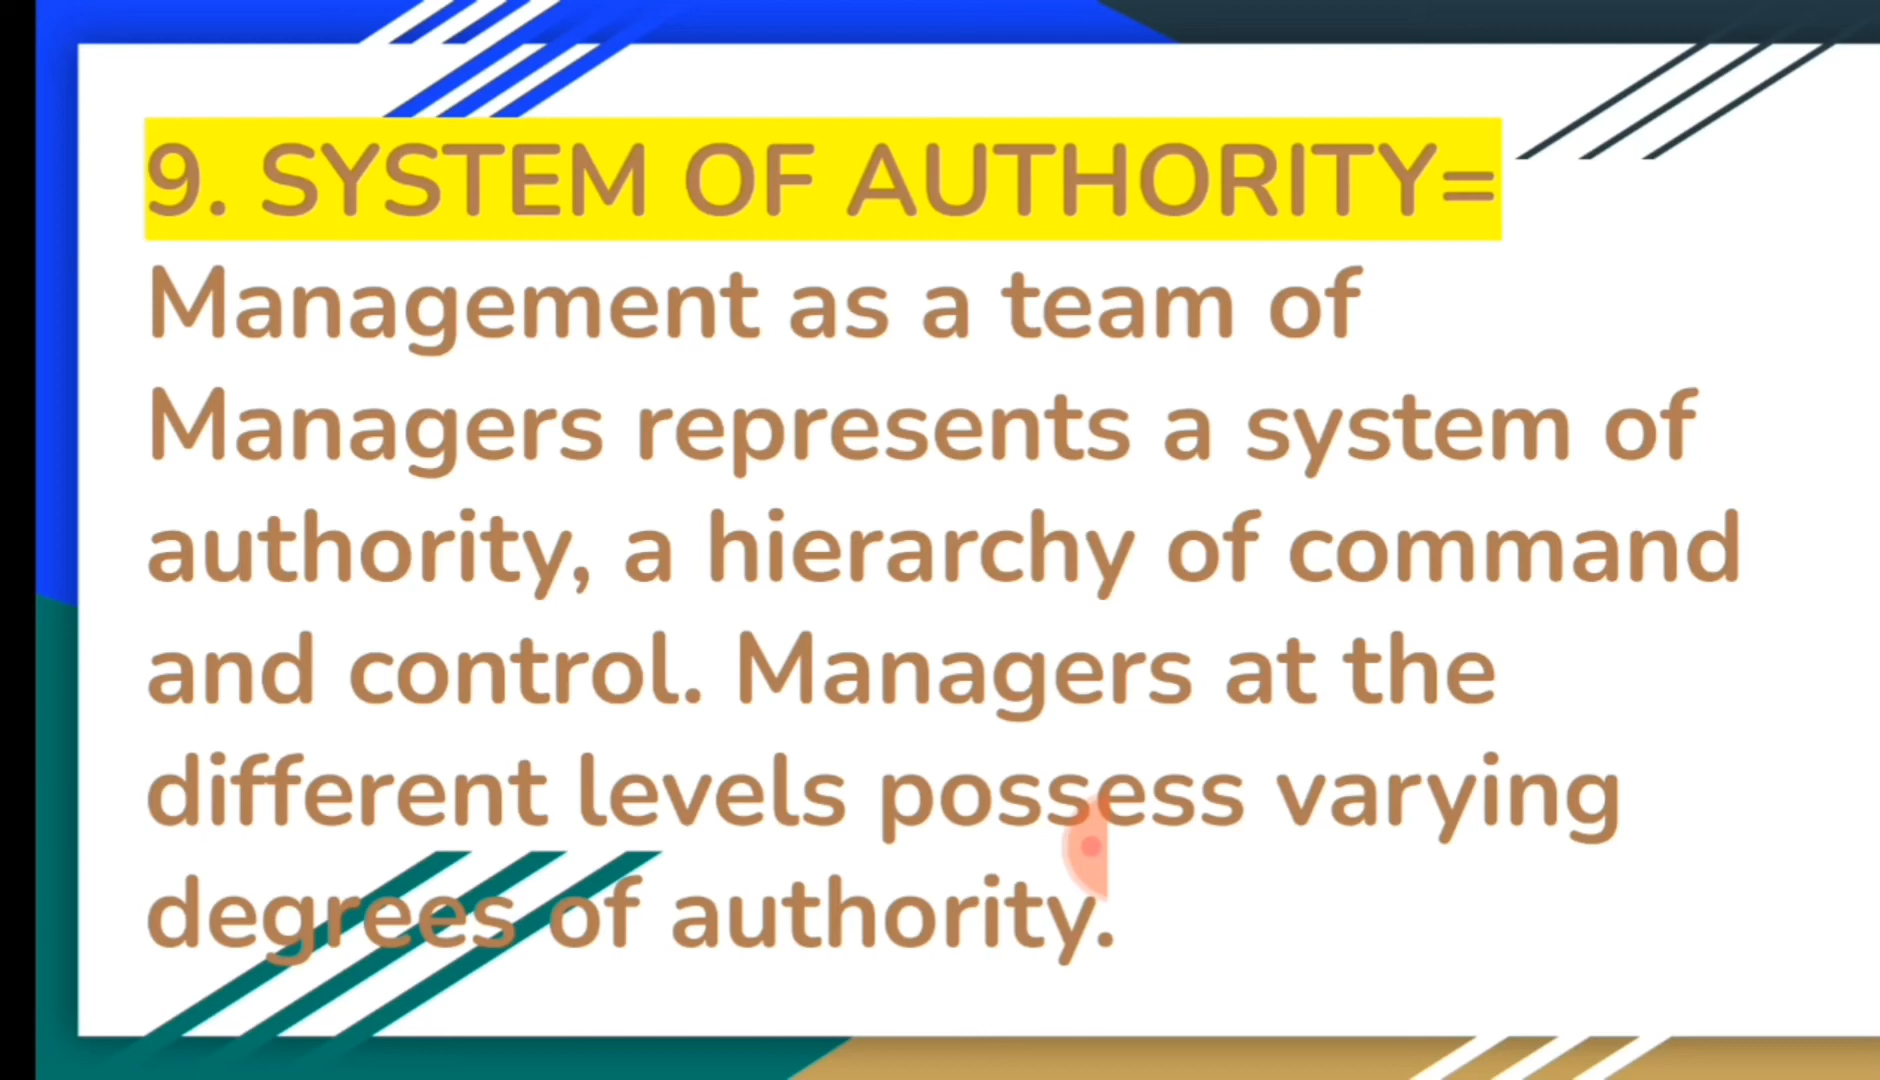 9. SYSTEM OF AUTHORITY=
Management as a team of
Managers represents a system of
authority, a hierarchy of command
and control. Managers at the
different levels possess varying
degrees of authority.